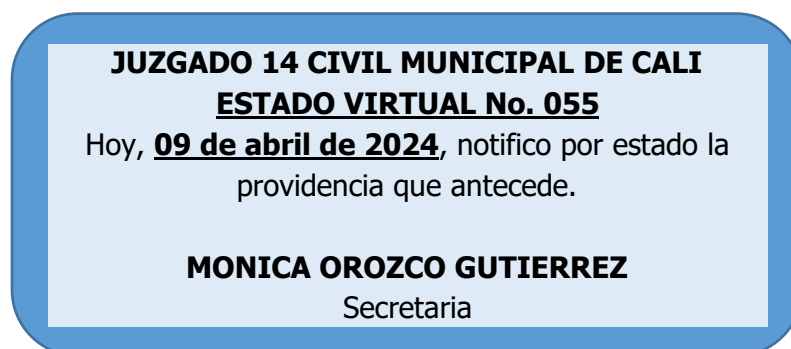 JUZGADO 14 CIVIL MUNICIPAL DE CALI
ESTADO VIRTUAL No. 055
Hoy, 09 de abril de 2024, notifico por estado la
providencia que antecede.
MONICA OROZCO GUTIERREZ
Secretaria